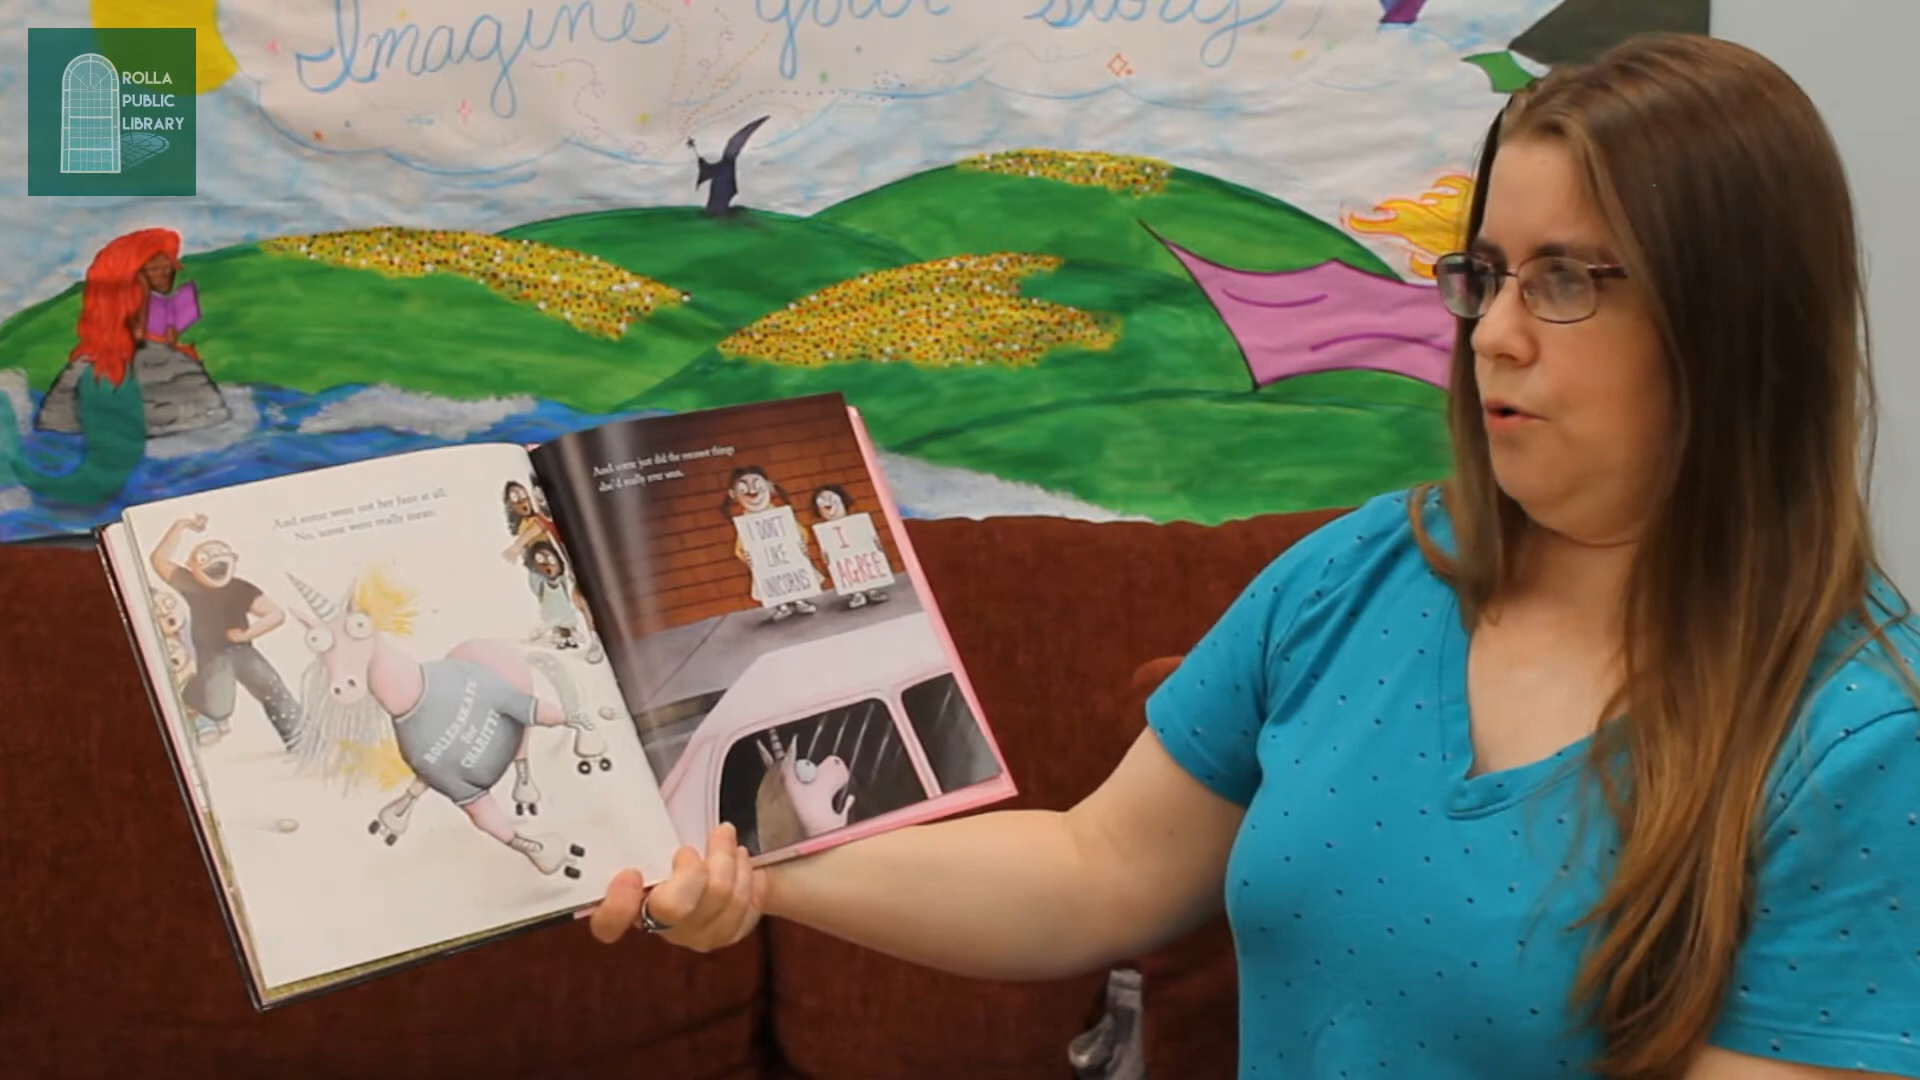 Imagine your story
ROLLA
PUBLIC
LIBRARY
And some were not her fans at all.
No, some were really mean.
And some just did the meanest things
she'd really ever seen.
I DON'T
LIKE
UNICORNS
I
AGREE
ROLLERSKATE
for
CHARITY!